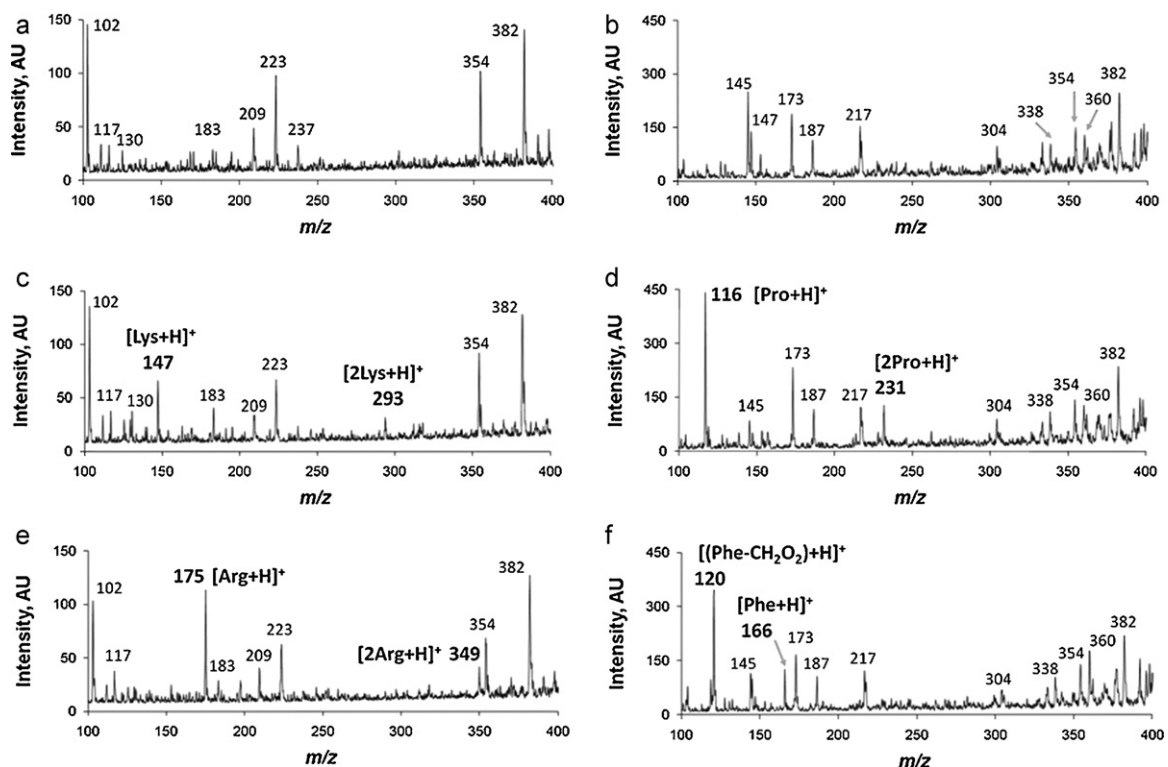 a
Intensity, AU
150
100
50
0
102
117
130
183
209
223
237
354
382
100 150 200 250 300 350 400
m/z
b
Intensity, AU
450
300
150
0
145
147
173
187
217
304
338
354
360
382
100 150 200 250 300 350 400
m/z
c
Intensity, AU
150
100
50
0
102
117
130
[Lys+H]+
147
183
209
223
[2Lys+H]+
293
354
382
100 150 200 250 300 350 400
m/z
d
Intensity, AU
450
300
150
0
116 [Pro+H]+
145
173
187
217
[2Pro+H]+
231
304
338
354
360
382
100 150 200 250 300 350 400
m/z
e
Intensity, AU
150
100
50
0
102
117
175 [Arg+H]+
183
209
223
[2Arg+H]+ 349
354
382
100 150 200 250 300 350 400
m/z
f
Intensity, AU
450
300
150
0
[(Phe-CH₂O₂)+H]+
120
145
[Phe+H]+
166
173
187
217
304
338
354
360
382
100 150 200 250 300 350 400
m/z